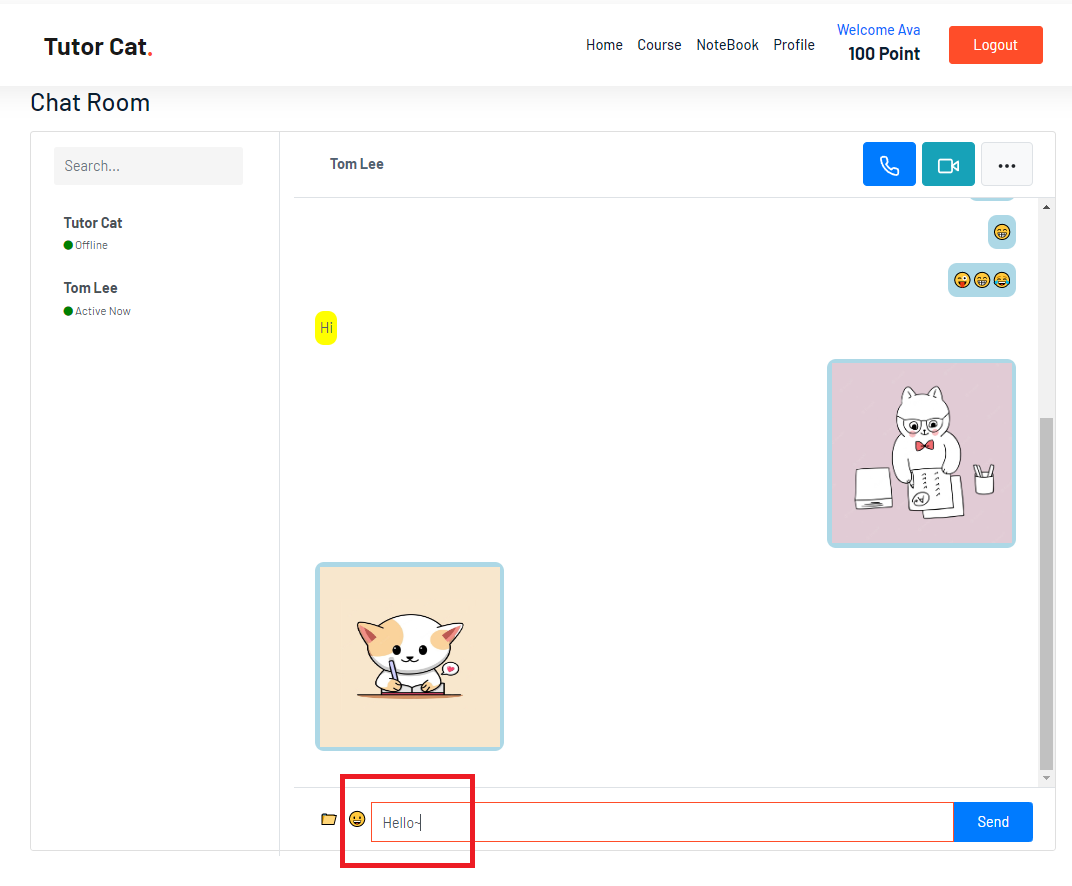 Tutor Cat.
Home Course NoteBook Profile
Welcome Ava
100 Point
Logout
Chat Room
Search...
Tutor Cat
Offline
Tom Lee
Active Now
Tom Lee
Hi
Hello~
Send